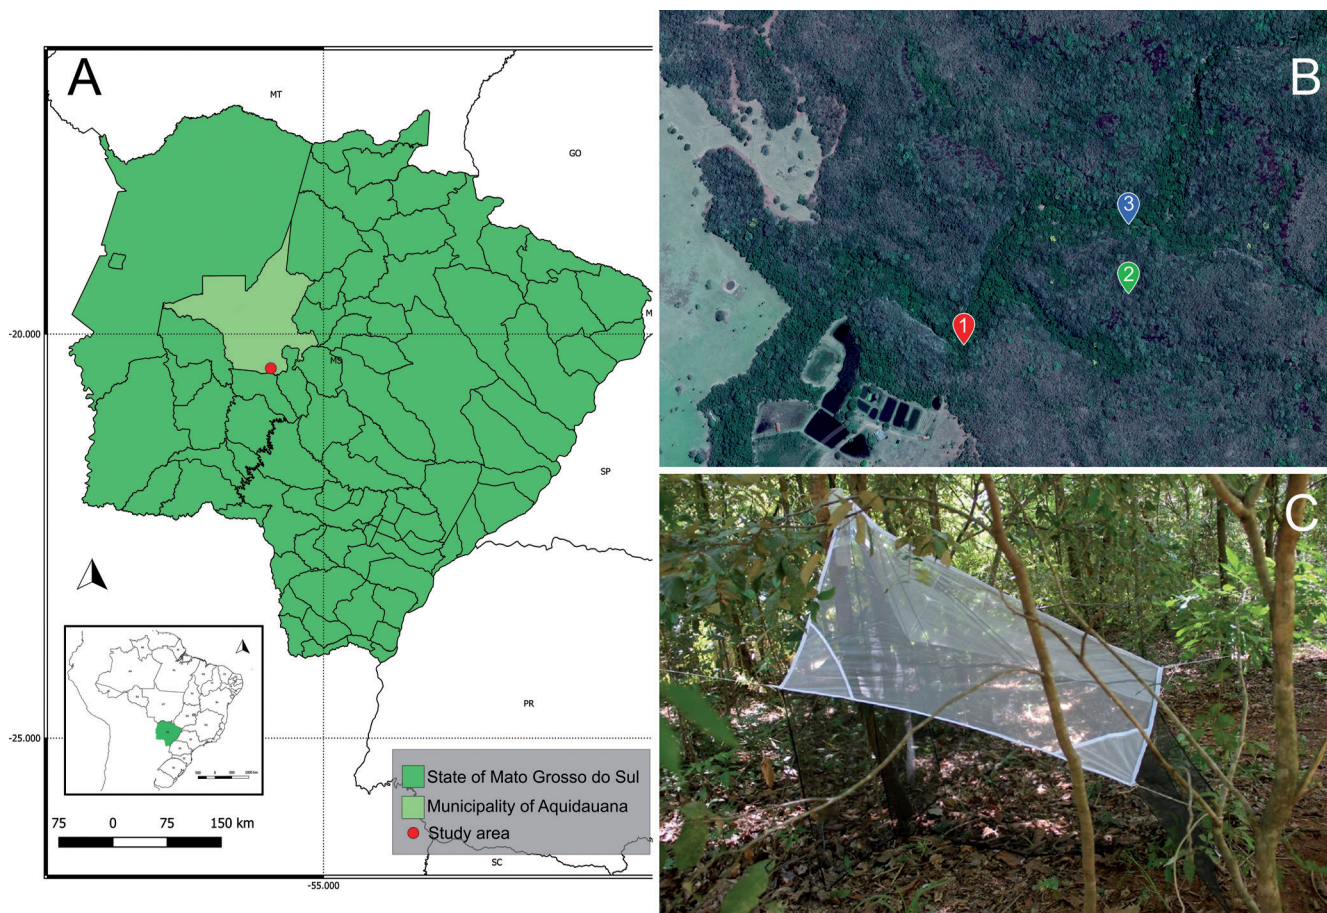 A
MT
GO
-20.000
MS
M
SP
PR
-25.000
State of Mato Grosso do Sul
Municipality of Aquidauana
Study area
75 0 75 150 km
SC
-55.000
B
3
2
1
C